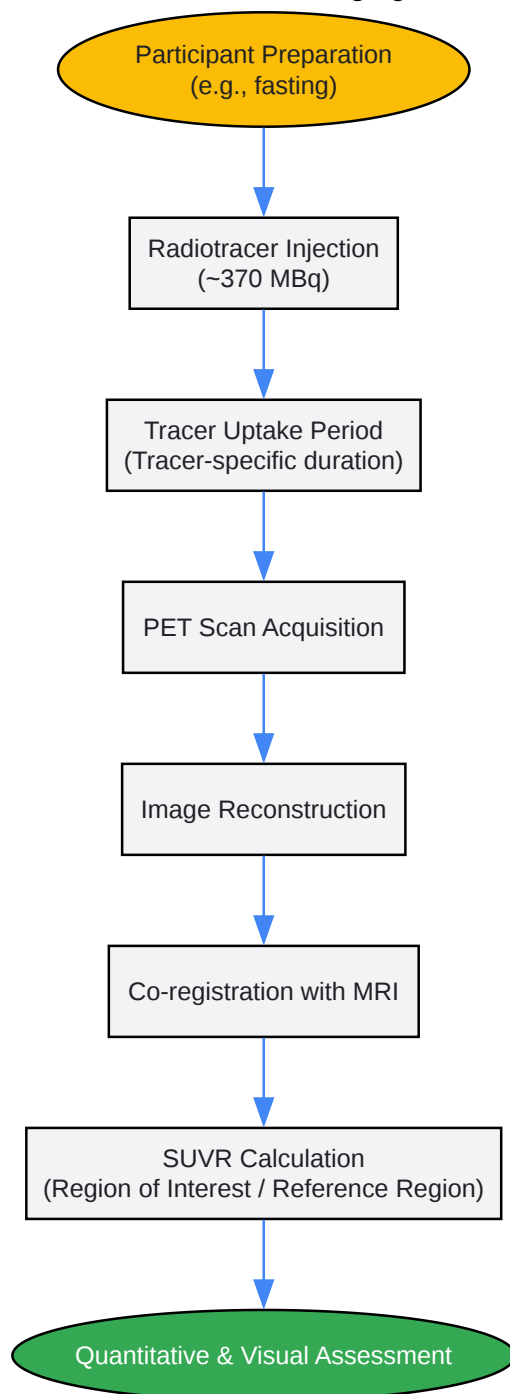 Participant Preparation
(e.g., fasting)
Radiotracer Injection
(~370 MBq)
Tracer Uptake Period
(Tracer-specific duration)
PET Scan Acquisition
Image Reconstruction
Co-registration with MRI
SUVR Calculation
(Region of Interest / Reference Region)
Quantitative & Visual Assessment